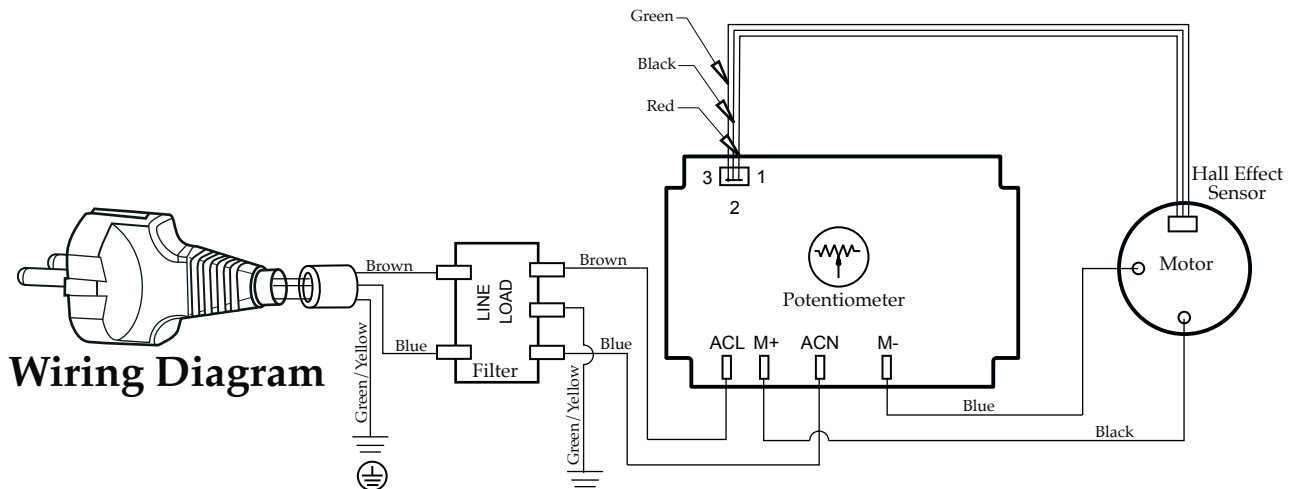 Green
Black
Red
3
1
2
Hall Effect
Sensor
Motor
Potentiometer
Brown
Brown
LINE
LOAD
Filter
Blue
Blue
Green/Yellow
Green/Yellow
ACL
M+
ACN
M-
Blue
Black
Wiring Diagram